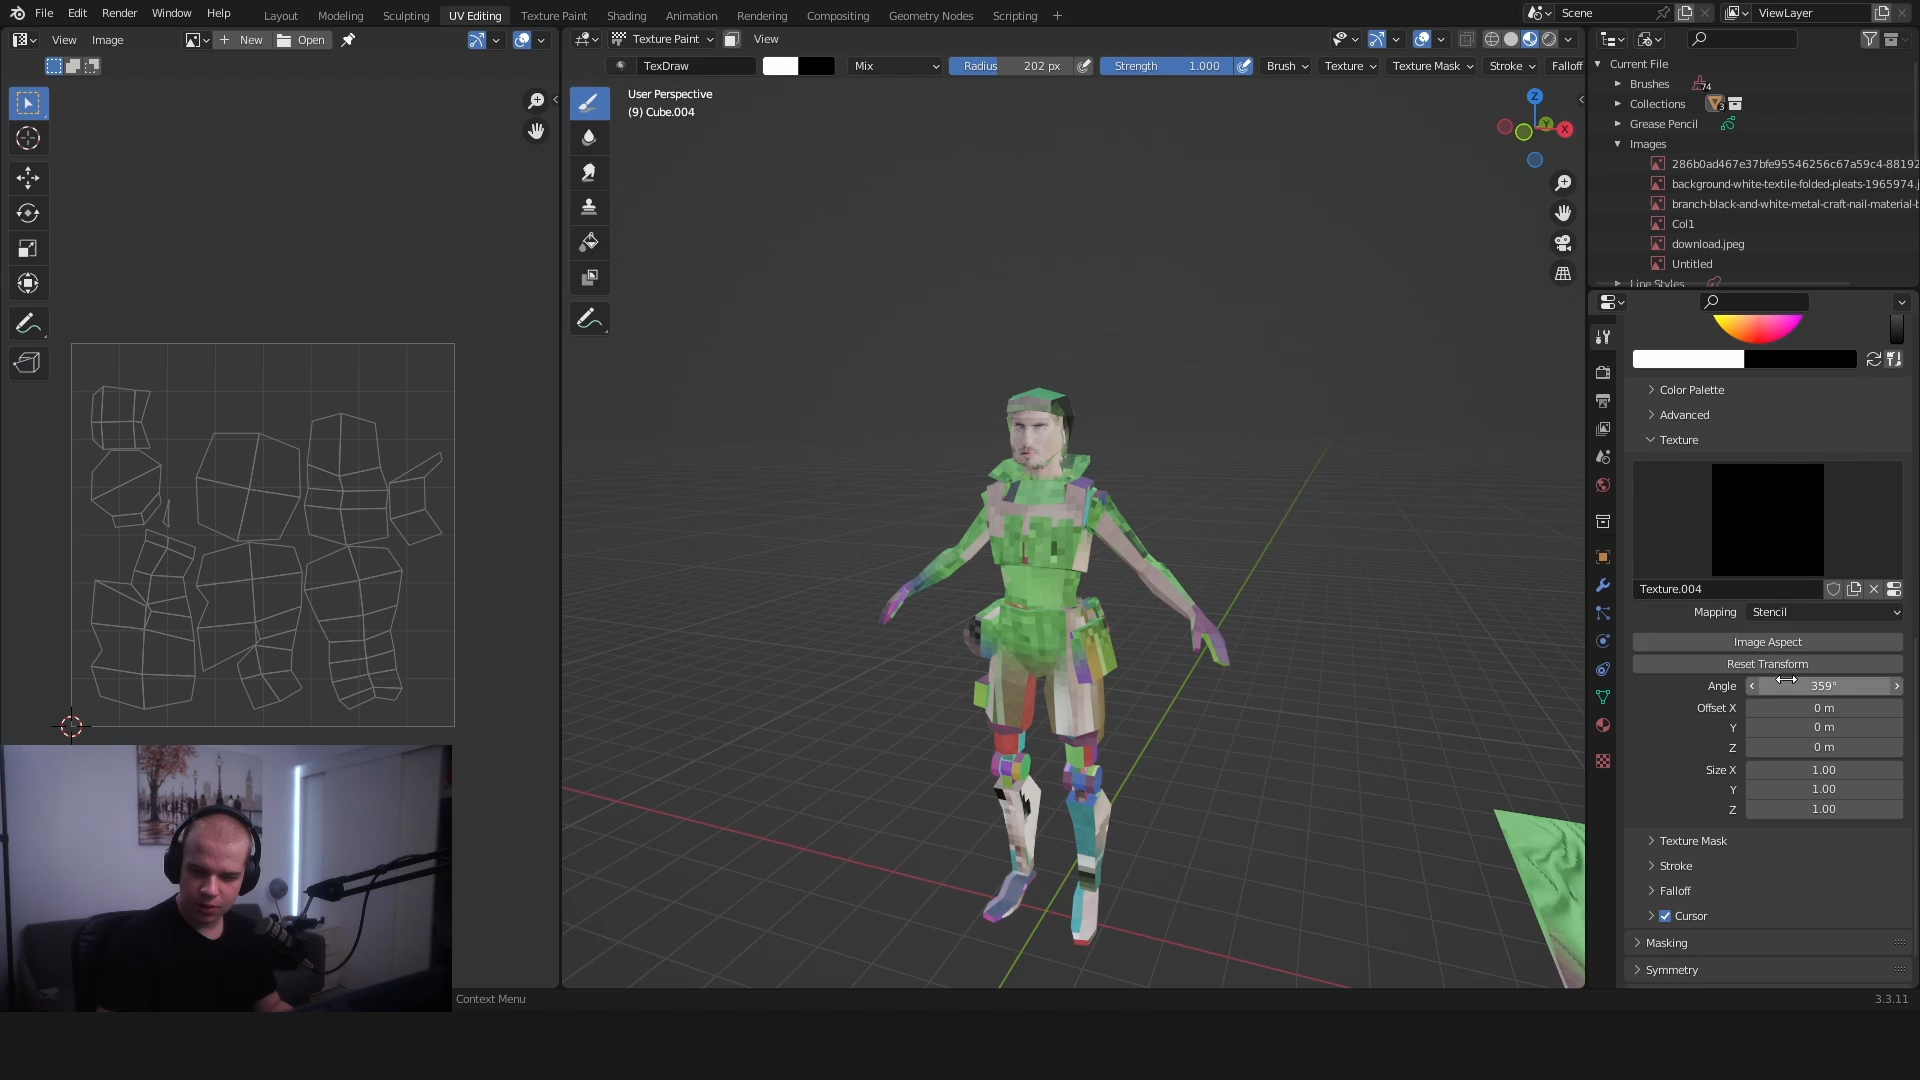 File Edit Render Window Help
Layout Modeling Sculpting UV Editing Texture Paint Shading Animation Rendering Compositing Geometry Nodes Scripting
Scene
ViewLayer
View Image
New
Open
Texture Paint
View
TexDraw
Mix
Radius 202 px
Strength 1.000
Brush
Texture
Texture Mask
Stroke
Falloff
User Perspective
(9) Cube.004
Z
Y
X
Current File
Brushes
74
Collections
3
Grease Pencil
Images
286b0ad467e37bfe95546256c67a59c4-88192
background-white-textile-folded-pleats-1965974.j
branch-black-and-white-metal-craft-nail-material-b
Col1
download.jpeg
Untitled
Line Styles
Color Palette
Advanced
Texture
Texture.004
Mapping Stencil
Image Aspect
Reset Transform
Angle 359°
Offset X 0 m
Y 0 m
Z 0 m
Size X 1.00
Y 1.00
Z 1.00
Texture Mask
Stroke
Falloff
Cursor
Masking
Symmetry
Context Menu
3.3.11